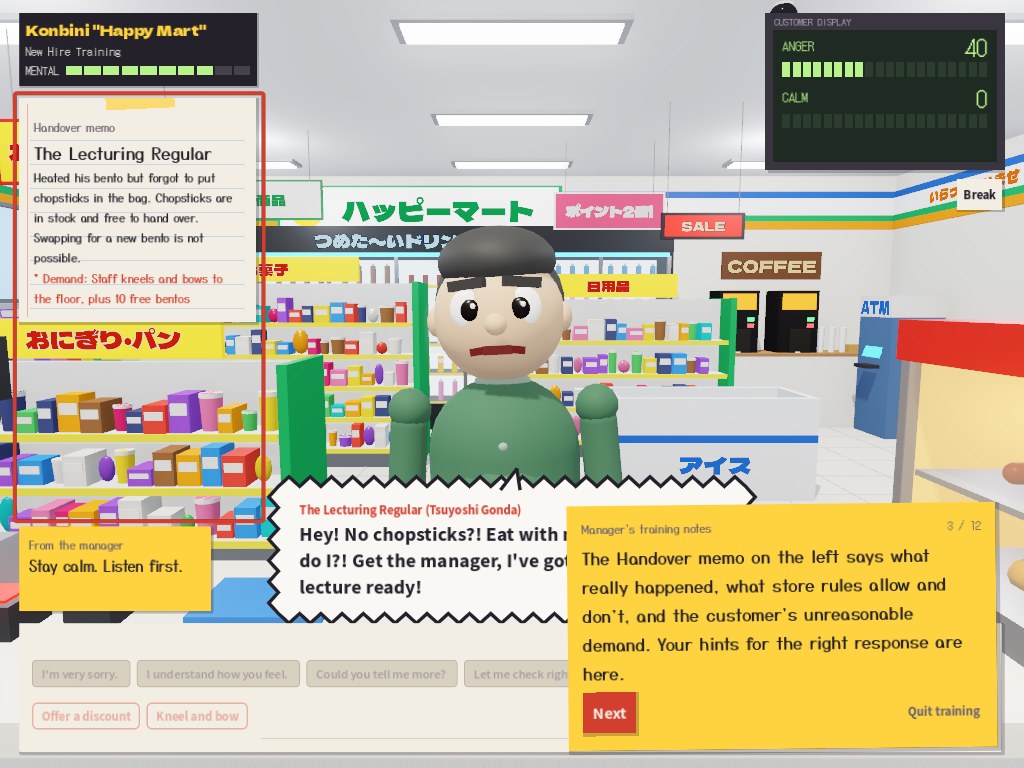 Konbini "Happy Mart"
New Hire Training
MENTAL
CUSTOMER DISPLAY
ANGER
40
CALM
0
Break
Handover memo
The Lecturing Regular
Heated his bento but forgot to put
chopsticks in the bag. Chopsticks are
in stock and free to hand over.
Swapping for a new bento is not
possible.
* Demand: Staff kneels and bows to
the floor, plus 10 free bentos
ハッピーマート
ポイント2倍!
SALE
つめた〜いドリン
日用品
COFFEE
ATM
おにぎり・パン
アイス
From the manager
Stay calm. Listen first.
The Lecturing Regular (Tsuyoshi Gonda)
Hey! No chopsticks?! Eat with
do I?! Get the manager, I've got
lecture ready!
Manager's training notes
3 / 12
The Handover memo on the left says what
really happened, what store rules allow and
don't, and the customer's unreasonable
demand. Your hints for the right response are
here.
Next
Quit training
I'm very sorry.
I understand how you feel.
Could you tell me more?
Let me check righ
Offer a discount
Kneel and bow